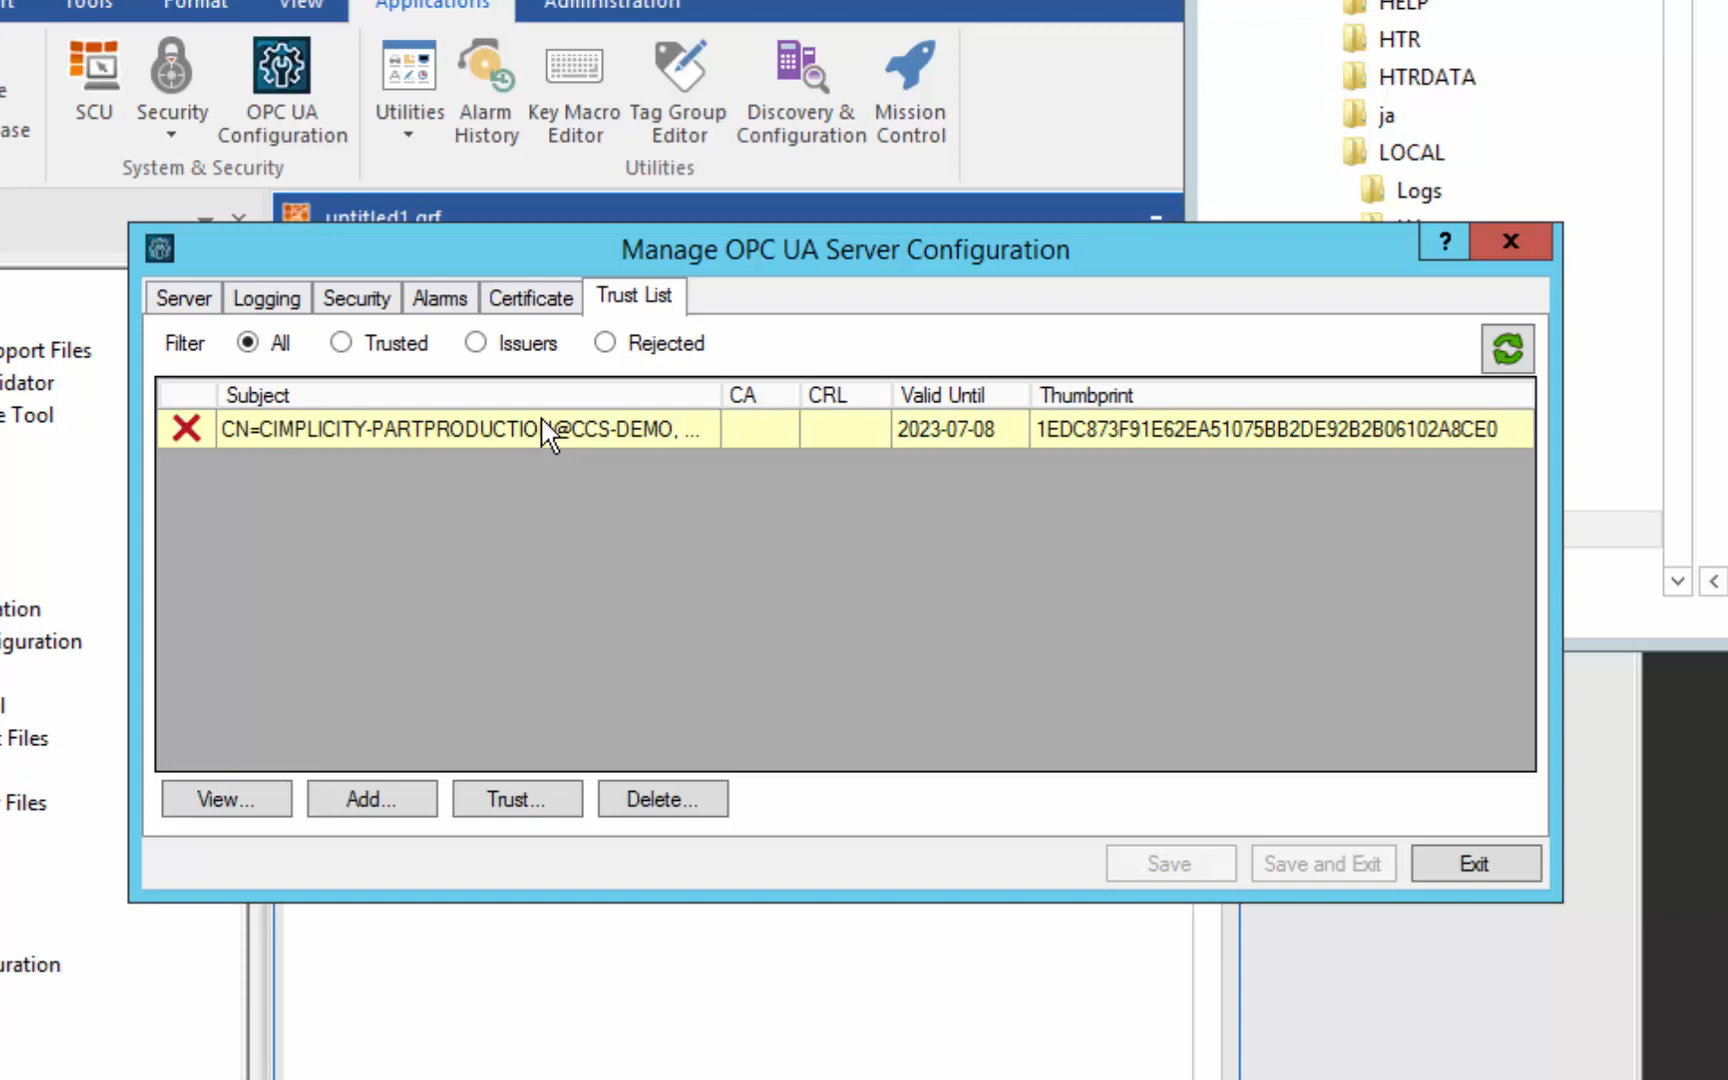 Tools Format View Applications Administration
SCU
Security
OPC UA
Configuration
Utilities
Alarm
History
Key Macro
Editor
Tag Group
Editor
Discovery &
Configuration
Mission
Control
System & Security
Utilities
HELP
HTR
HTRDATA
ja
LOCAL
Logs
untitled1.grf
Manage OPC UA Server Configuration
? X
Server Logging Security Alarms Certificate Trust List
Filter All Trusted Issuers Rejected
Subject CA CRL Valid Until Thumbprint
CN=CIMPLICITY-PARTPRODUCTION@CCS-DEMO, ... 2023-07-08 1EDC873F91E62EA51075BB2DE92B2B06102A8CE0
View... Add... Trust... Delete...
Save Save and Exit Exit
pport Files
idator
e Tool
ation
iguration
l
t Files
r Files
uration